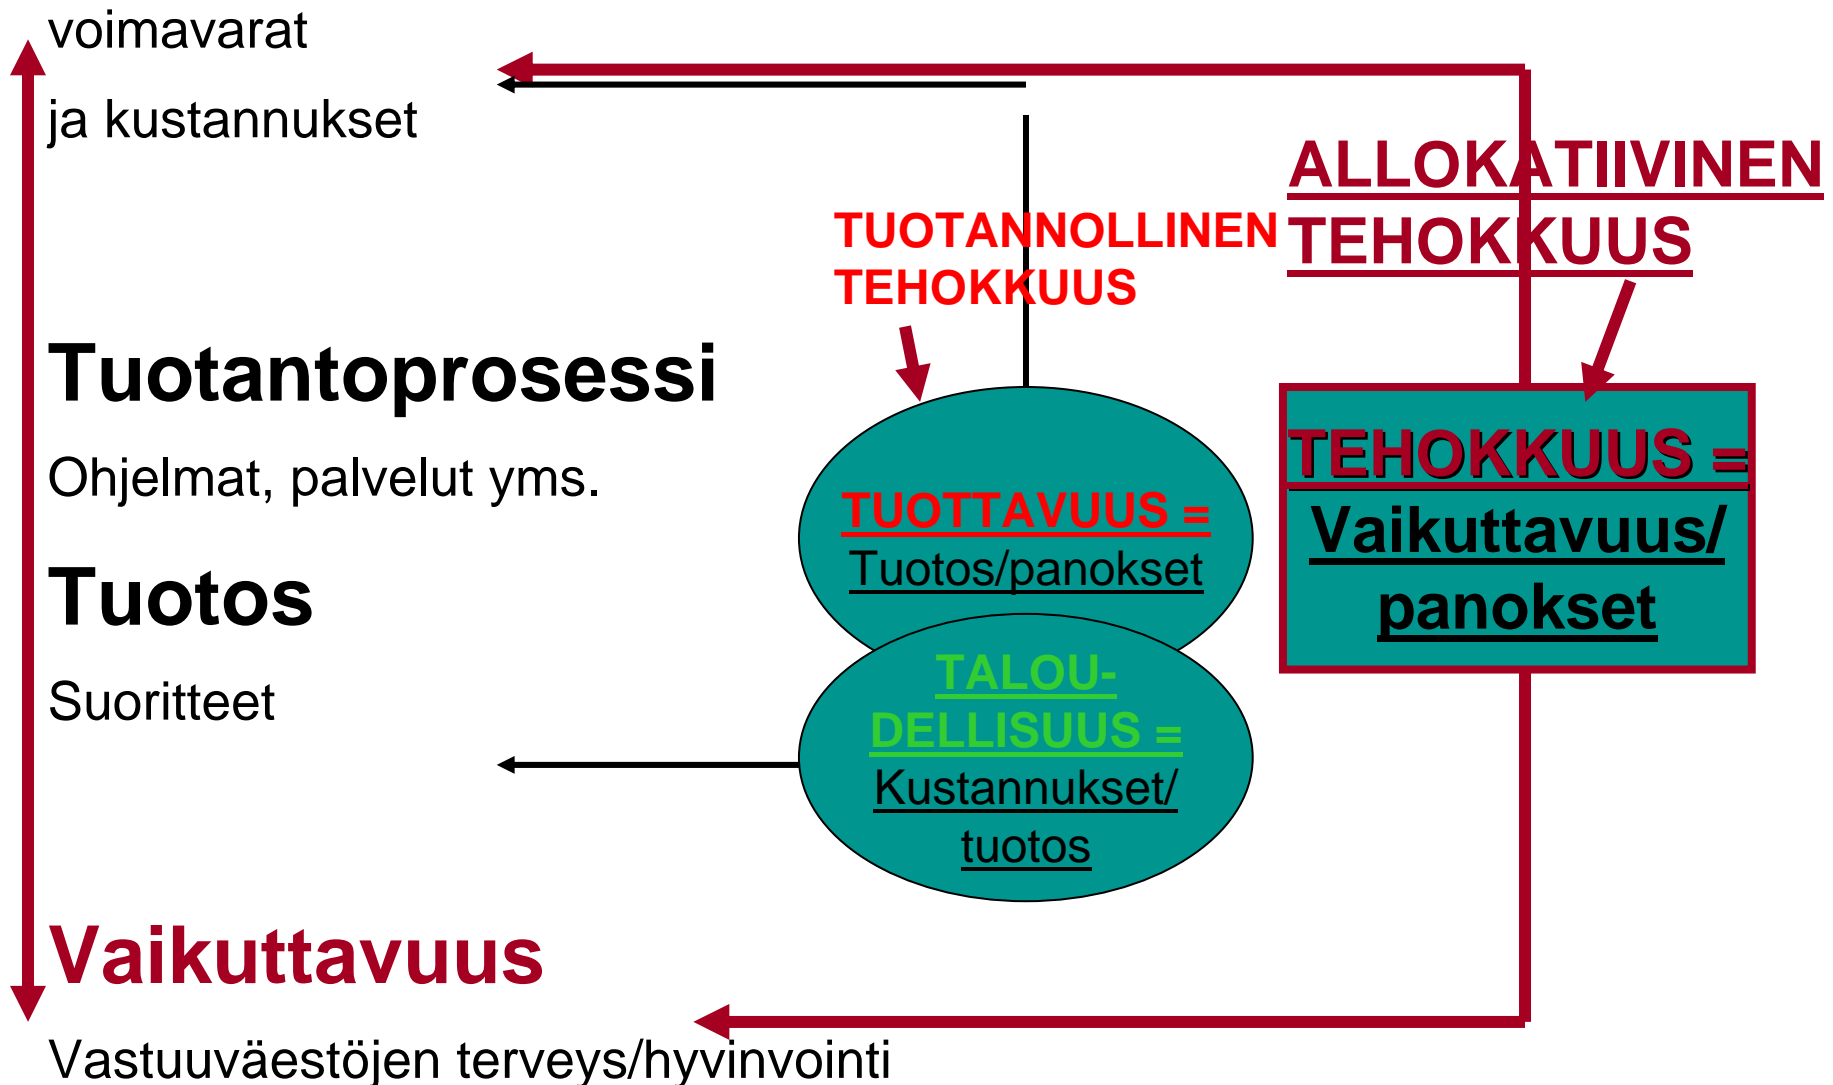 voimavarat
ja kustannukset
ALLOKATIIVINEN
TEHOKKUUS
TUOTANNOLLINEN
TEHOKKUUS
Tuotantoprosessi
Ohjelmat, palvelut yms.
TUOTTAVUUS =
Tuotos/panokset
TEHOKKUUS =
Vaikuttavuus/
panokset
Tuotos
Suoritteet
TALOU-
DELLISUUS =
Kustannukset/
tuotos
Vaikuttavuus
Vastuuväestöjen terveys/hyvinvointi